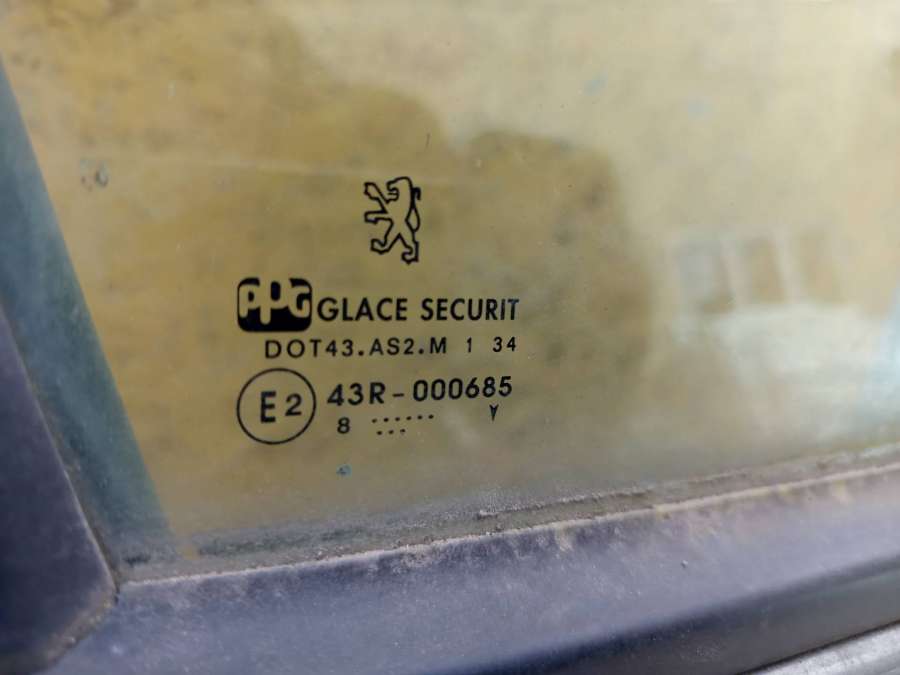 PPG GLACE SECURIT
DOT43.AS2.M 1 34
E2 43R-000685
8 ...... ... Y